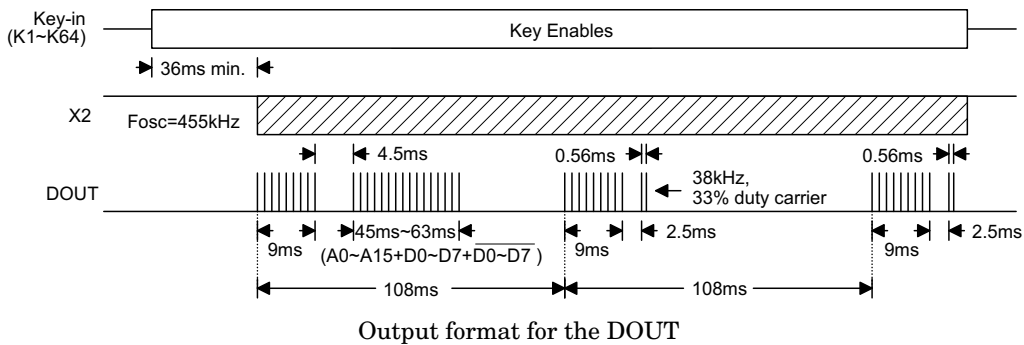 Key-in
(K1~K64)
Key Enables
36ms min.
X2
Fosc=455kHz
4.5ms
0.56ms
0.56ms
DOUT
38kHz,
33% duty carrier
9ms
45ms~63ms
(A0~A15+D0~D7+D0~D7 )
9ms
2.5ms
9ms
2.5ms
108ms
108ms
Output format for the DOUT